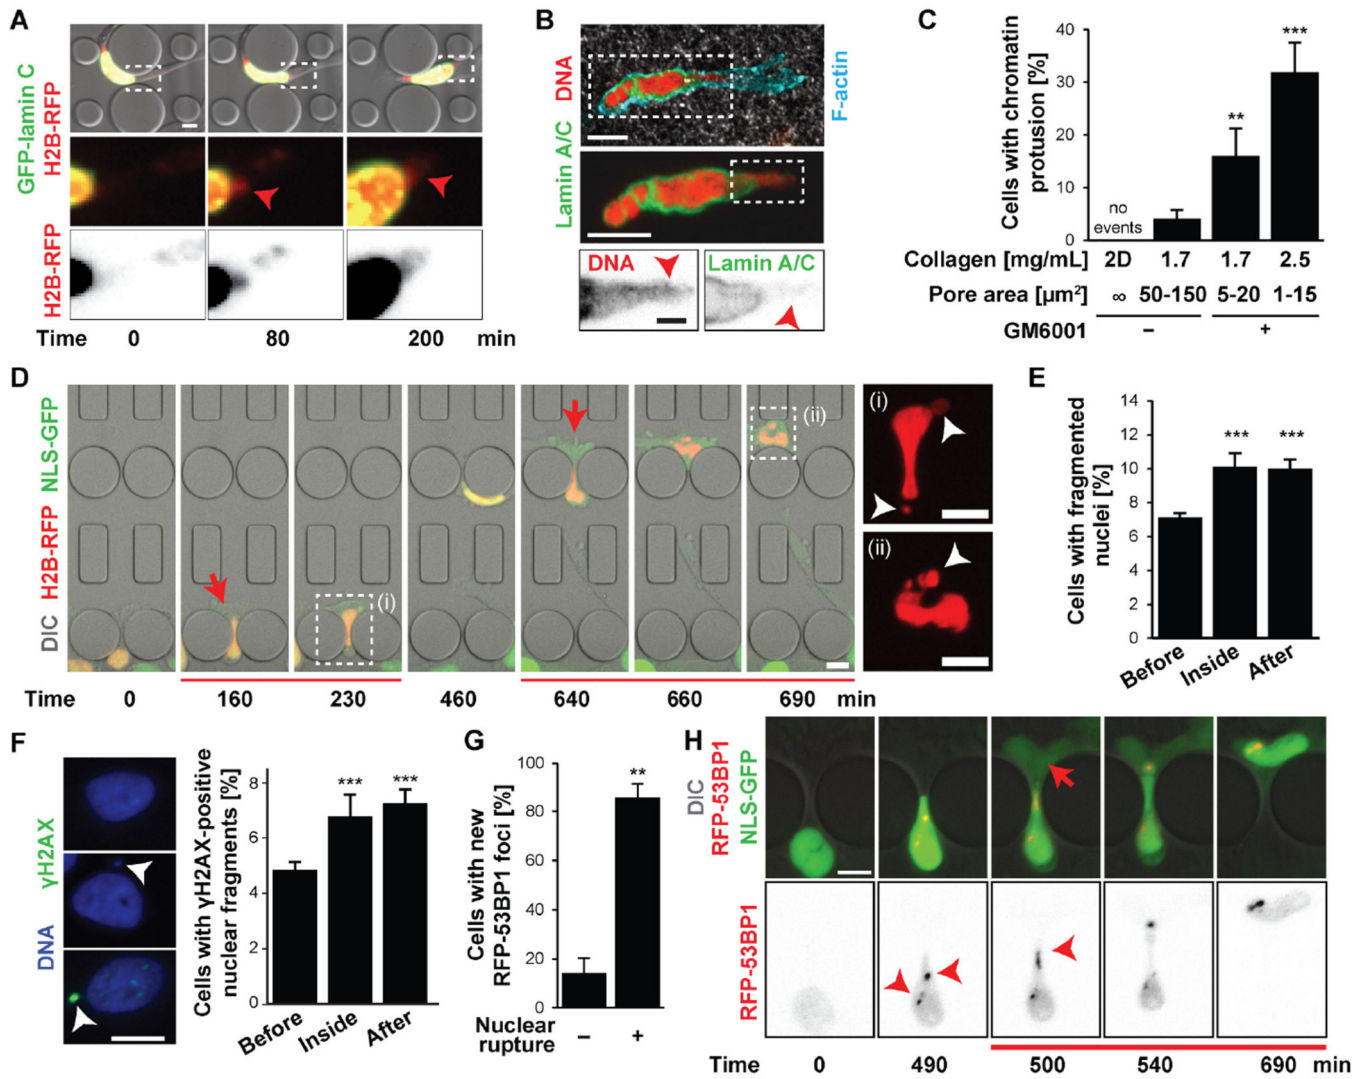 A
GFP-lamin C
H2B-RFP
H2B-RFP
Time 0 80 200 min
B
DNA
F-actin
Lamin A/C
DNA
Lamin A/C
C
Cells with chromatin
protusion [%]
40
30
20
10
0
no
events
**
***
Collagen [mg/mL] 2D 1.7 1.7 2.5
Pore area [µm²] ∞ 50-150 5-20 1-15
GM6001 – +
D
DIC H2B-RFP NLS-GFP
(i)
(ii)
(i)
(ii)
Time 0 160 230 460 640 660 690 min
E
Cells with fragmented
nuclei [%]
14
12
10
8
6
4
2
0
*** ***
Before Inside After
F
DNA γH2AX
Cells with γH2AX-positive
nuclear fragments [%]
8
6
4
2
0
*** ***
Before Inside After
G
Cells with new
RFP-53BP1 foci [%]
100
80
60
40
20
0
**
Nuclear
rupture – +
H
DIC
RFP-53BP1
NLS-GFP
RFP-53BP1
Time 0 490 500 540 690 min